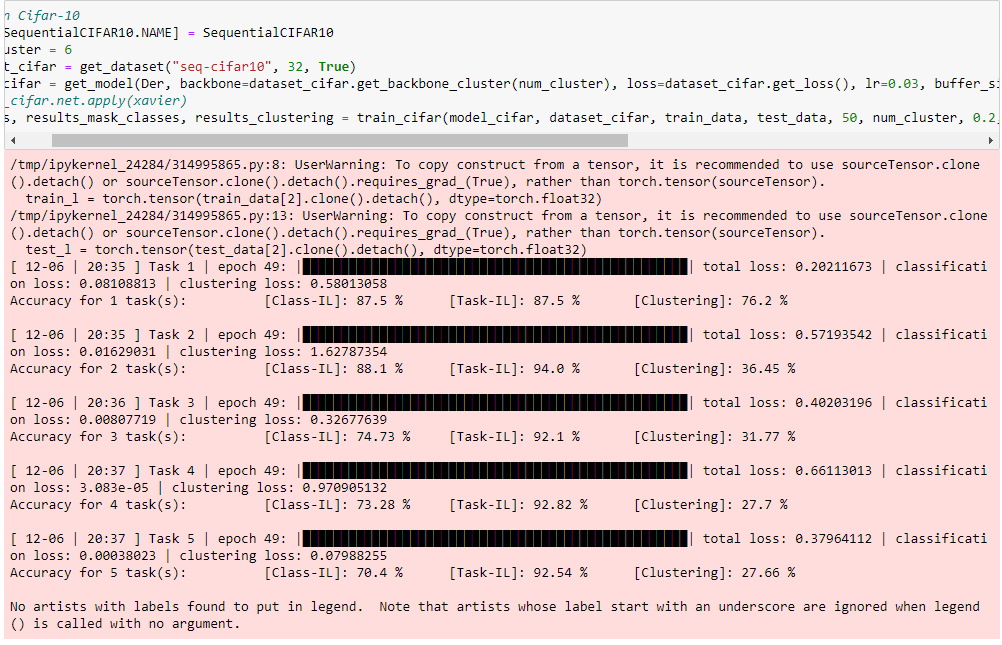 n Cifar-10
SequentialCIFAR10.NAME] = SequentialCIFAR10
uster = 6
t_cifar = get_dataset("seq-cifar10", 32, True)
cifar = get_model(Der, backbone=dataset_cifar.get_backbone_cluster(num_cluster), loss=dataset_cifar.get_loss(), lr=0.03, buffer_si
_cifar.net.apply(xavier)
s, results_mask_classes, results_clustering = train_cifar(model_cifar, dataset_cifar, train_data, test_data, 50, num_cluster, 0.2,
/tmp/ipykernel_24284/314995865.py:8: UserWarning: To copy construct from a tensor, it is recommended to use sourceTensor.clone
().detach() or sourceTensor.clone().detach().requires_grad_(True), rather than torch.tensor(sourceTensor).
train_l = torch.tensor(train_data[2].clone().detach(), dtype=torch.float32)
/tmp/ipykernel_24284/314995865.py:13: UserWarning: To copy construct from a tensor, it is recommended to use sourceTensor.clone
().detach() or sourceTensor.clone().detach().requires_grad_(True), rather than torch.tensor(sourceTensor).
test_l = torch.tensor(test_data[2].clone().detach(), dtype=torch.float32)
[ 12-06 | 20:35 ] Task 1 | epoch 49: || total loss: 0.20211673 | classificati
on loss: 0.08108813 | clustering loss: 0.58013058
Accuracy for 1 task(s): [Class-IL]: 87.5 % [Task-IL]: 87.5 % [Clustering]: 76.2 %
[ 12-06 | 20:35 ] Task 2 | epoch 49: || total loss: 0.57193542 | classificati
on loss: 0.01629031 | clustering loss: 1.62787354
Accuracy for 2 task(s): [Class-IL]: 88.1 % [Task-IL]: 94.0 % [Clustering]: 36.45 %
[ 12-06 | 20:36 ] Task 3 | epoch 49: || total loss: 0.40203196 | classificati
on loss: 0.00807719 | clustering loss: 0.32677639
Accuracy for 3 task(s): [Class-IL]: 74.73 % [Task-IL]: 92.1 % [Clustering]: 31.77 %
[ 12-06 | 20:37 ] Task 4 | epoch 49: || total loss: 0.66113013 | classificati
on loss: 3.083e-05 | clustering loss: 0.970905132
Accuracy for 4 task(s): [Class-IL]: 73.28 % [Task-IL]: 92.82 % [Clustering]: 27.7 %
[ 12-06 | 20:37 ] Task 5 | epoch 49: || total loss: 0.37964112 | classificati
on loss: 0.00038023 | clustering loss: 0.07988255
Accuracy for 5 task(s): [Class-IL]: 70.4 % [Task-IL]: 92.54 % [Clustering]: 27.66 %
No artists with labels found to put in legend.  Note that artists whose label start with an underscore are ignored when legend
() is called with no argument.